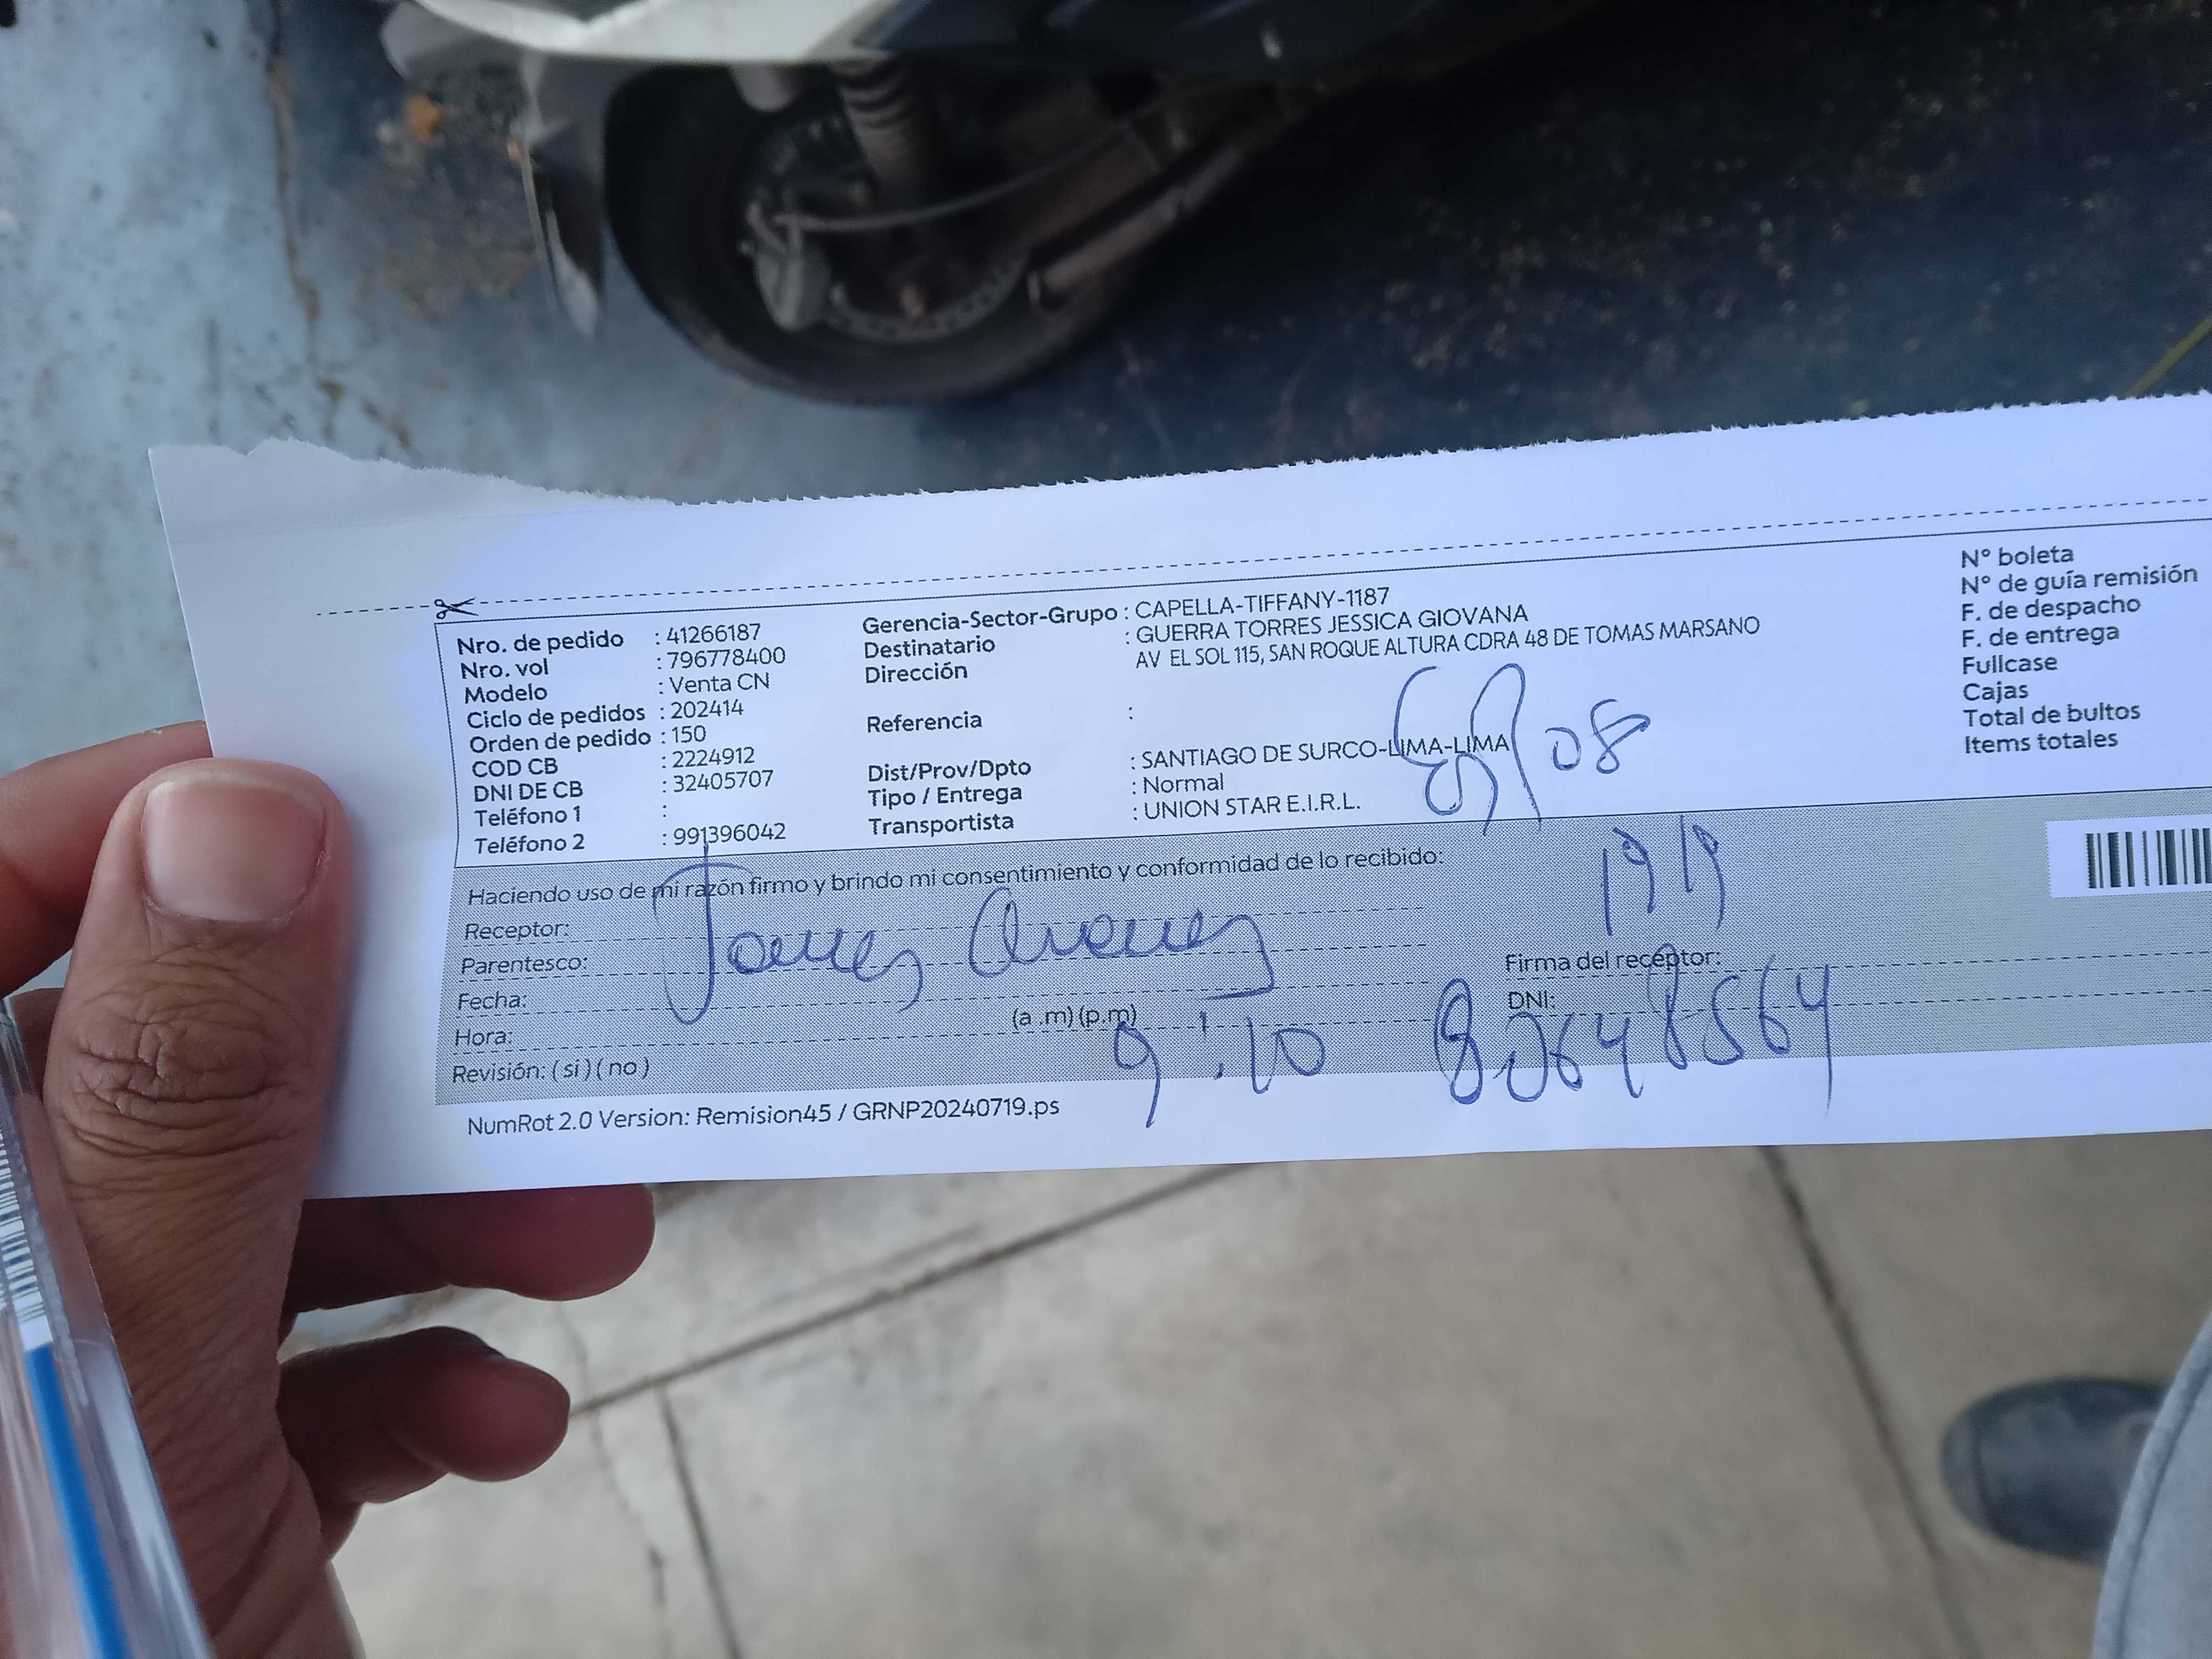 Nro. de pedido : 41266187
Nro. vol : 796778400
Modelo : Venta CN
Ciclo de pedidos : 202414
Orden de pedido : 150
COD CB : 2224912
DNI DE CB : 32405707
Teléfono 1 :
Teléfono 2 : 991396042
Gerencia-Sector-Grupo : CAPELLA-TIFFANY-1187
Destinatario : GUERRA TORRES JESSICA GIOVANA
Dirección AV EL SOL 115, SAN ROQUE ALTURA CDRA 48 DE TOMAS MARSANO
Referencia :
Dist/Prov/Dpto : SANTIAGO DE SURCO-LIMA-LIMA
Tipo / Entrega : Normal
Transportista : UNION STAR E.I.R.L.
N° boleta
N° de guía remisión
F. de despacho
F. de entrega
Fullcase
Cajas
Total de bultos
Items totales
08
Haciendo uso de mi razón firmo y brindo mi consentimiento y conformidad de lo recibido:
Receptor:
Parentesco:
Fecha:
Hora: (a .m) (p.m)
9:10
Revisión: ( si ) ( no )
Firma del receptor:
DNI:
NumRot 2.0 Version: Remision45 / GRNP20240719.ps